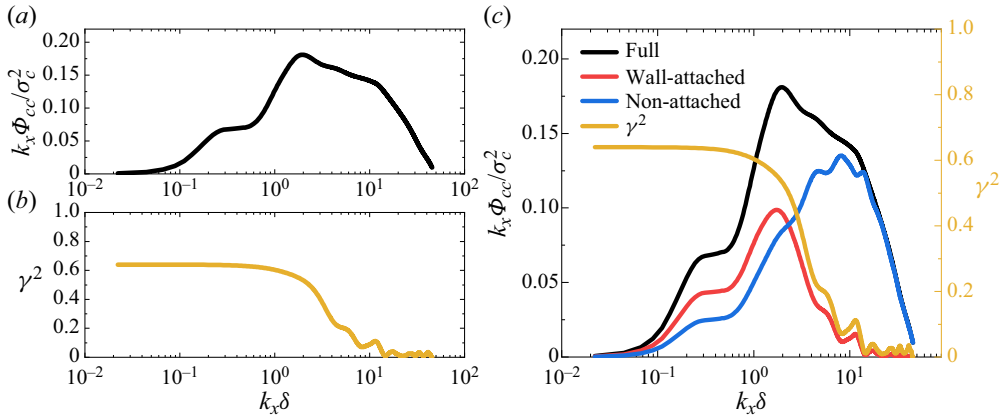 (a)
0.20
0.15
0.10
0.05
0
k_xΦ_cc/σ_c^2
10^−2 10^−1 10^0 10^1 10^2
(b)
1.0
0.8
0.6
0.4
0.2
0
γ^2
10^−2 10^−1 10^0 10^1 10^2
k_xδ
(c)
0.20
0.15
0.10
0.05
0
k_xΦ_cc/σ_c^2
Full
Wall-attached
Non-attached
γ^2
1.0
0.8
0.6
0.4
0.2
0
γ^2
10^−2 10^−1 10^0 10^1
k_xδ